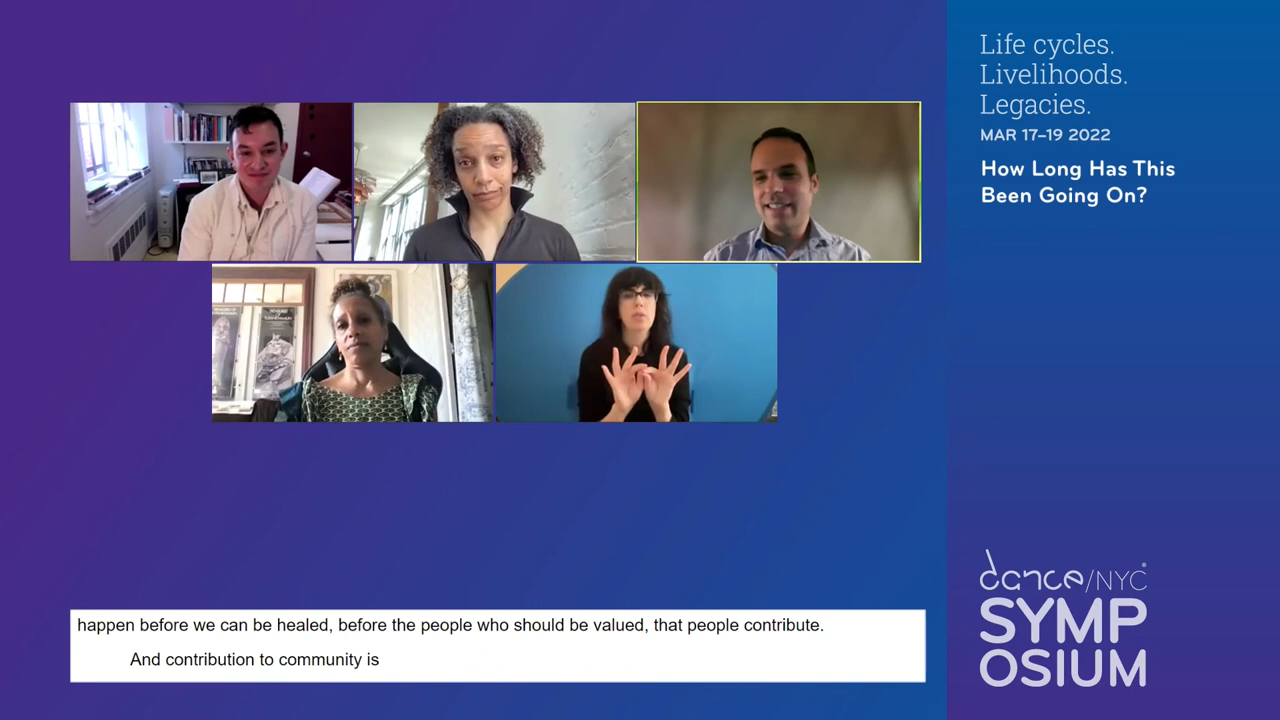 Life cycles.
Livelihoods.
Legacies.
MAR 17–19 2022
How Long Has This
Been Going On?
happen before we can be healed, before the people who should be valued, that people contribute.
And contribution to community is
dance/NYC
SYMP
OSIUM